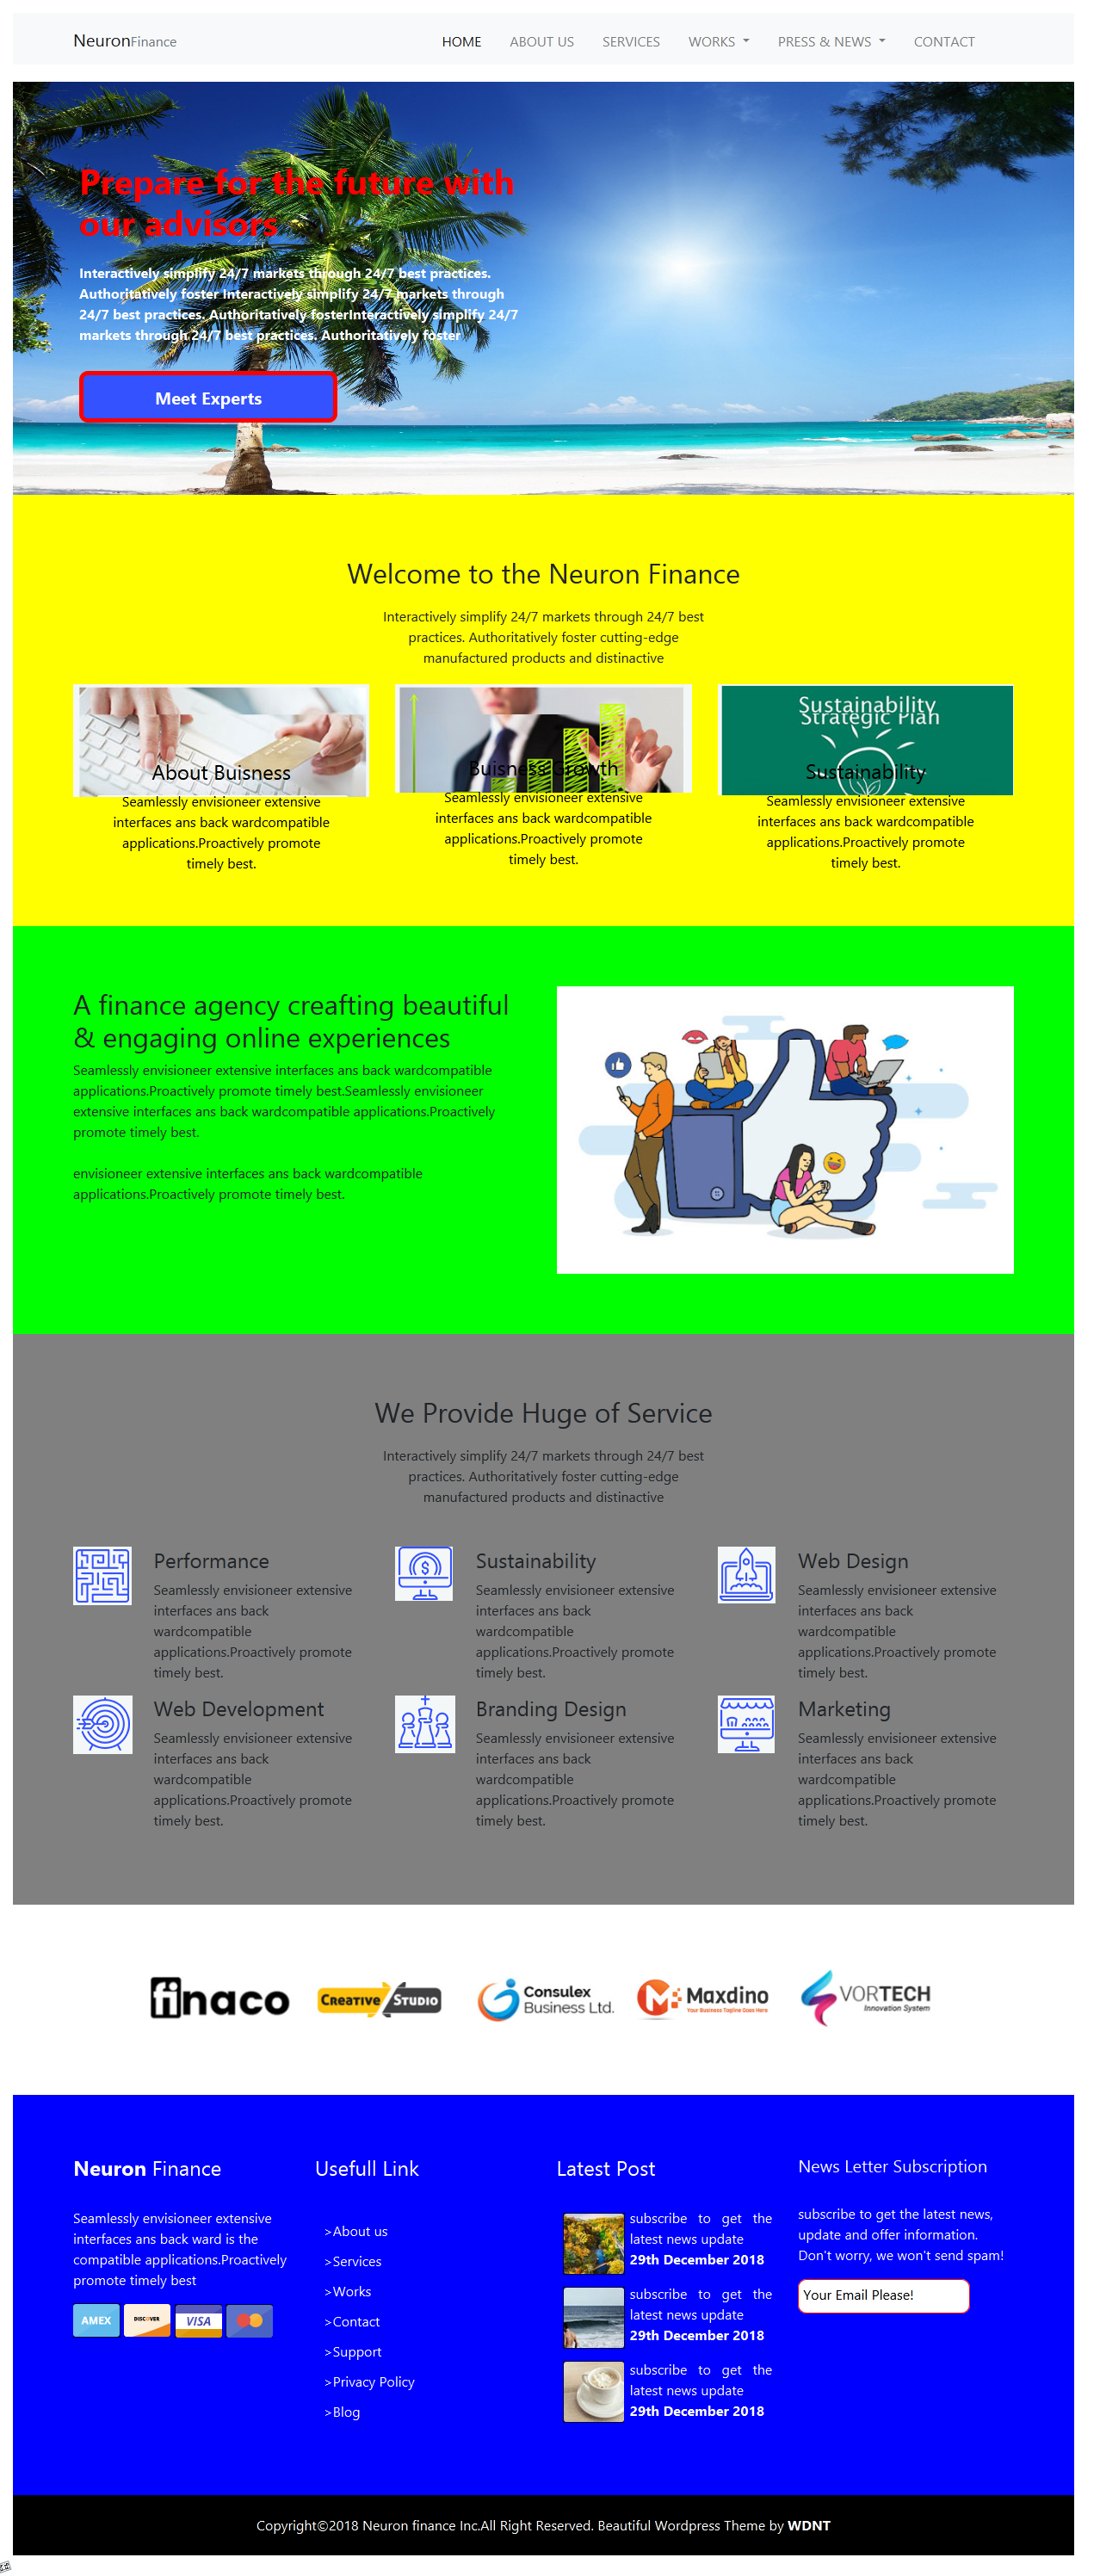 NeuronFinance HOME ABOUT US SERVICES WORKS PRESS & NEWS CONTACT
Prepare for the future with
our advisors
Interactively simplify 24/7 markets through 24/7 best practices.
Authoritatively foster Interactively simplify 24/7 markets through
24/7 best practices. Authoritatively fosterInteractively simplify 24/7
markets through 24/7 best practices. Authoritatively foster
Meet Experts
Welcome to the Neuron Finance
Interactively simplify 24/7 markets through 24/7 best
practices. Authoritatively foster cutting-edge
manufactured products and distinactive
About Buisness
Seamlessly envisioneer extensive
interfaces ans back wardcompatible
applications.Proactively promote
timely best.
Buisness Growth
Seamlessly envisioneer extensive
interfaces ans back wardcompatible
applications.Proactively promote
timely best.
Sustainability
Strategic Plan
Sustainability
Seamlessly envisioneer extensive
interfaces ans back wardcompatible
applications.Proactively promote
timely best.
A finance agency creafting beautiful
& engaging online experiences
Seamlessly envisioneer extensive interfaces ans back wardcompatible
applications.Proactively promote timely best.Seamlessly envisioneer
extensive interfaces ans back wardcompatible applications.Proactively
promote timely best.
envisioneer extensive interfaces ans back wardcompatible
applications.Proactively promote timely best.
We Provide Huge of Service
Interactively simplify 24/7 markets through 24/7 best
practices. Authoritatively foster cutting-edge
manufactured products and distinactive
Performance
Seamlessly envisioneer extensive
interfaces ans back
wardcompatible
applications.Proactively promote
timely best.
Sustainability
Seamlessly envisioneer extensive
interfaces ans back
wardcompatible
applications.Proactively promote
timely best.
Web Design
Seamlessly envisioneer extensive
interfaces ans back
wardcompatible
applications.Proactively promote
timely best.
Web Development
Seamlessly envisioneer extensive
interfaces ans back
wardcompatible
applications.Proactively promote
timely best.
Branding Design
Seamlessly envisioneer extensive
interfaces ans back
wardcompatible
applications.Proactively promote
timely best.
Marketing
Seamlessly envisioneer extensive
interfaces ans back
wardcompatible
applications.Proactively promote
timely best.
finaco
CREATIVE STUDIO
Consulex
Business Ltd.
Maxdino
Your Business Tagline Goes Here
VORTECH
Innovation System
Neuron Finance
Seamlessly envisioneer extensive
interfaces ans back ward is the
compatible applications.Proactively
promote timely best
AMEX DISCOVER VISA
Usefull Link
>About us
>Services
>Works
>Contact
>Support
>Privacy Policy
>Blog
Latest Post
subscribe to get the
latest news update
29th December 2018
subscribe to get the
latest news update
29th December 2018
subscribe to get the
latest news update
29th December 2018
News Letter Subscription
subscribe to get the latest news,
update and offer information.
Don't worry, we won't send spam!
Your Email Please!
Copyright©2018 Neuron finance Inc.All Right Reserved. Beautiful Wordpress Theme by WDNT